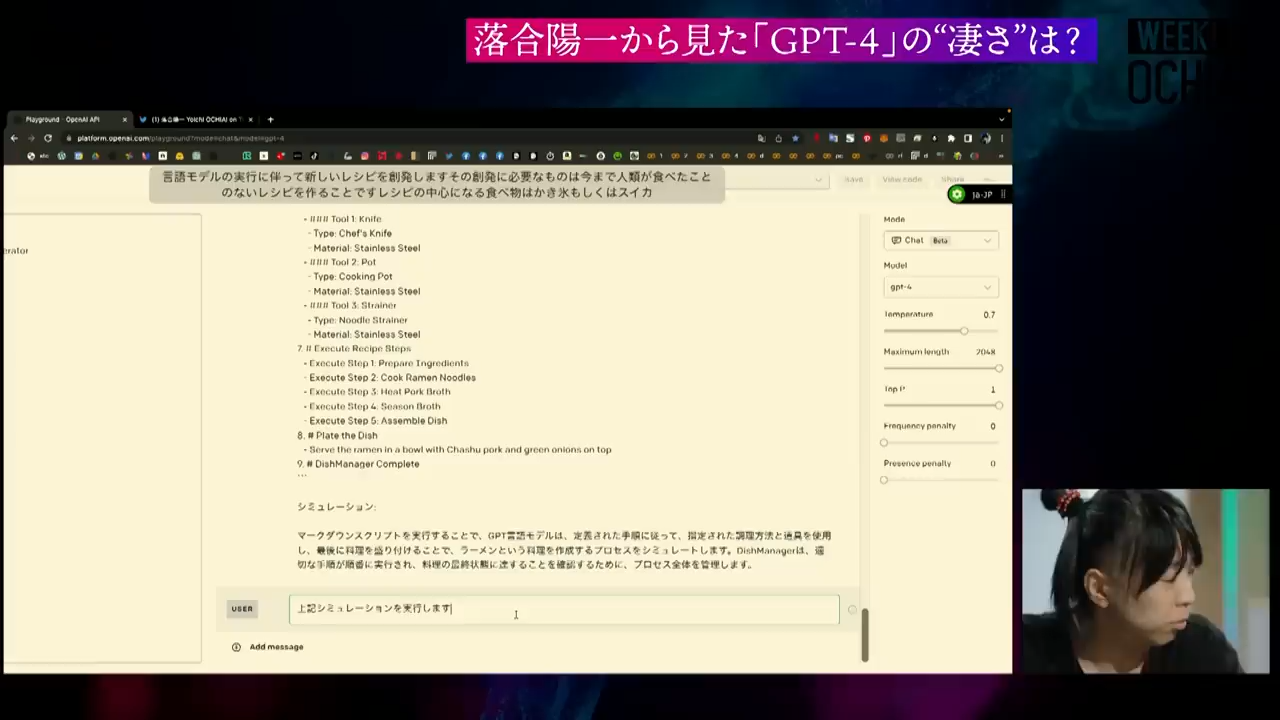 落合陽一から見た「GPT-4」の“凄さ”は？
WEEKLY
OCHIAI
Playground - OpenAI API
(1) 落合陽一 Yoichi OCHIAI on
platform.openai.com/playground?mode=chat&model=gpt-4
言語モデルの実行に伴って新しいレシピを創発しますその創発に必要なものは今まで人類が食べたこと
のないレシピを作ることですレシピの中心になる食べ物はかき氷もしくはスイカ
Save
View code
Share
ja-JP
erator
- ### Tool 1: Knife
- Type: Chef's Knife
- Material: Stainless Steel
- ### Tool 2: Pot
- Type: Cooking Pot
- Material: Stainless Steel
- ### Tool 3: Strainer
- Type: Noodle Strainer
- Material: Stainless Steel
7. # Execute Recipe Steps
- Execute Step 1: Prepare Ingredients
- Execute Step 2: Cook Ramen Noodles
- Execute Step 3: Heat Pork Broth
- Execute Step 4: Season Broth
- Execute Step 5: Assemble Dish
8. # Plate the Dish
- Serve the ramen in a bowl with Chashu pork and green onions on top
9. # DishManager Complete
```
シミュレーション:
マークダウンスクリプトを実行することで、GPT言語モデルは、定義された手順に従って、指定された調理方法と道具を使用
し、最後に料理を盛り付けることで、ラーメンという料理を作成するプロセスをシミュレートします。DishManagerは、適
切な手順が順番に実行され、料理の最終状態に達することを確認するために、プロセス全体を管理します。
USER
上記シミュレーションを実行します
Add message
Mode
Chat Beta
Model
gpt-4
Temperature 0.7
Maximum length 2048
Top P 1
Frequency penalty 0
Presence penalty 0